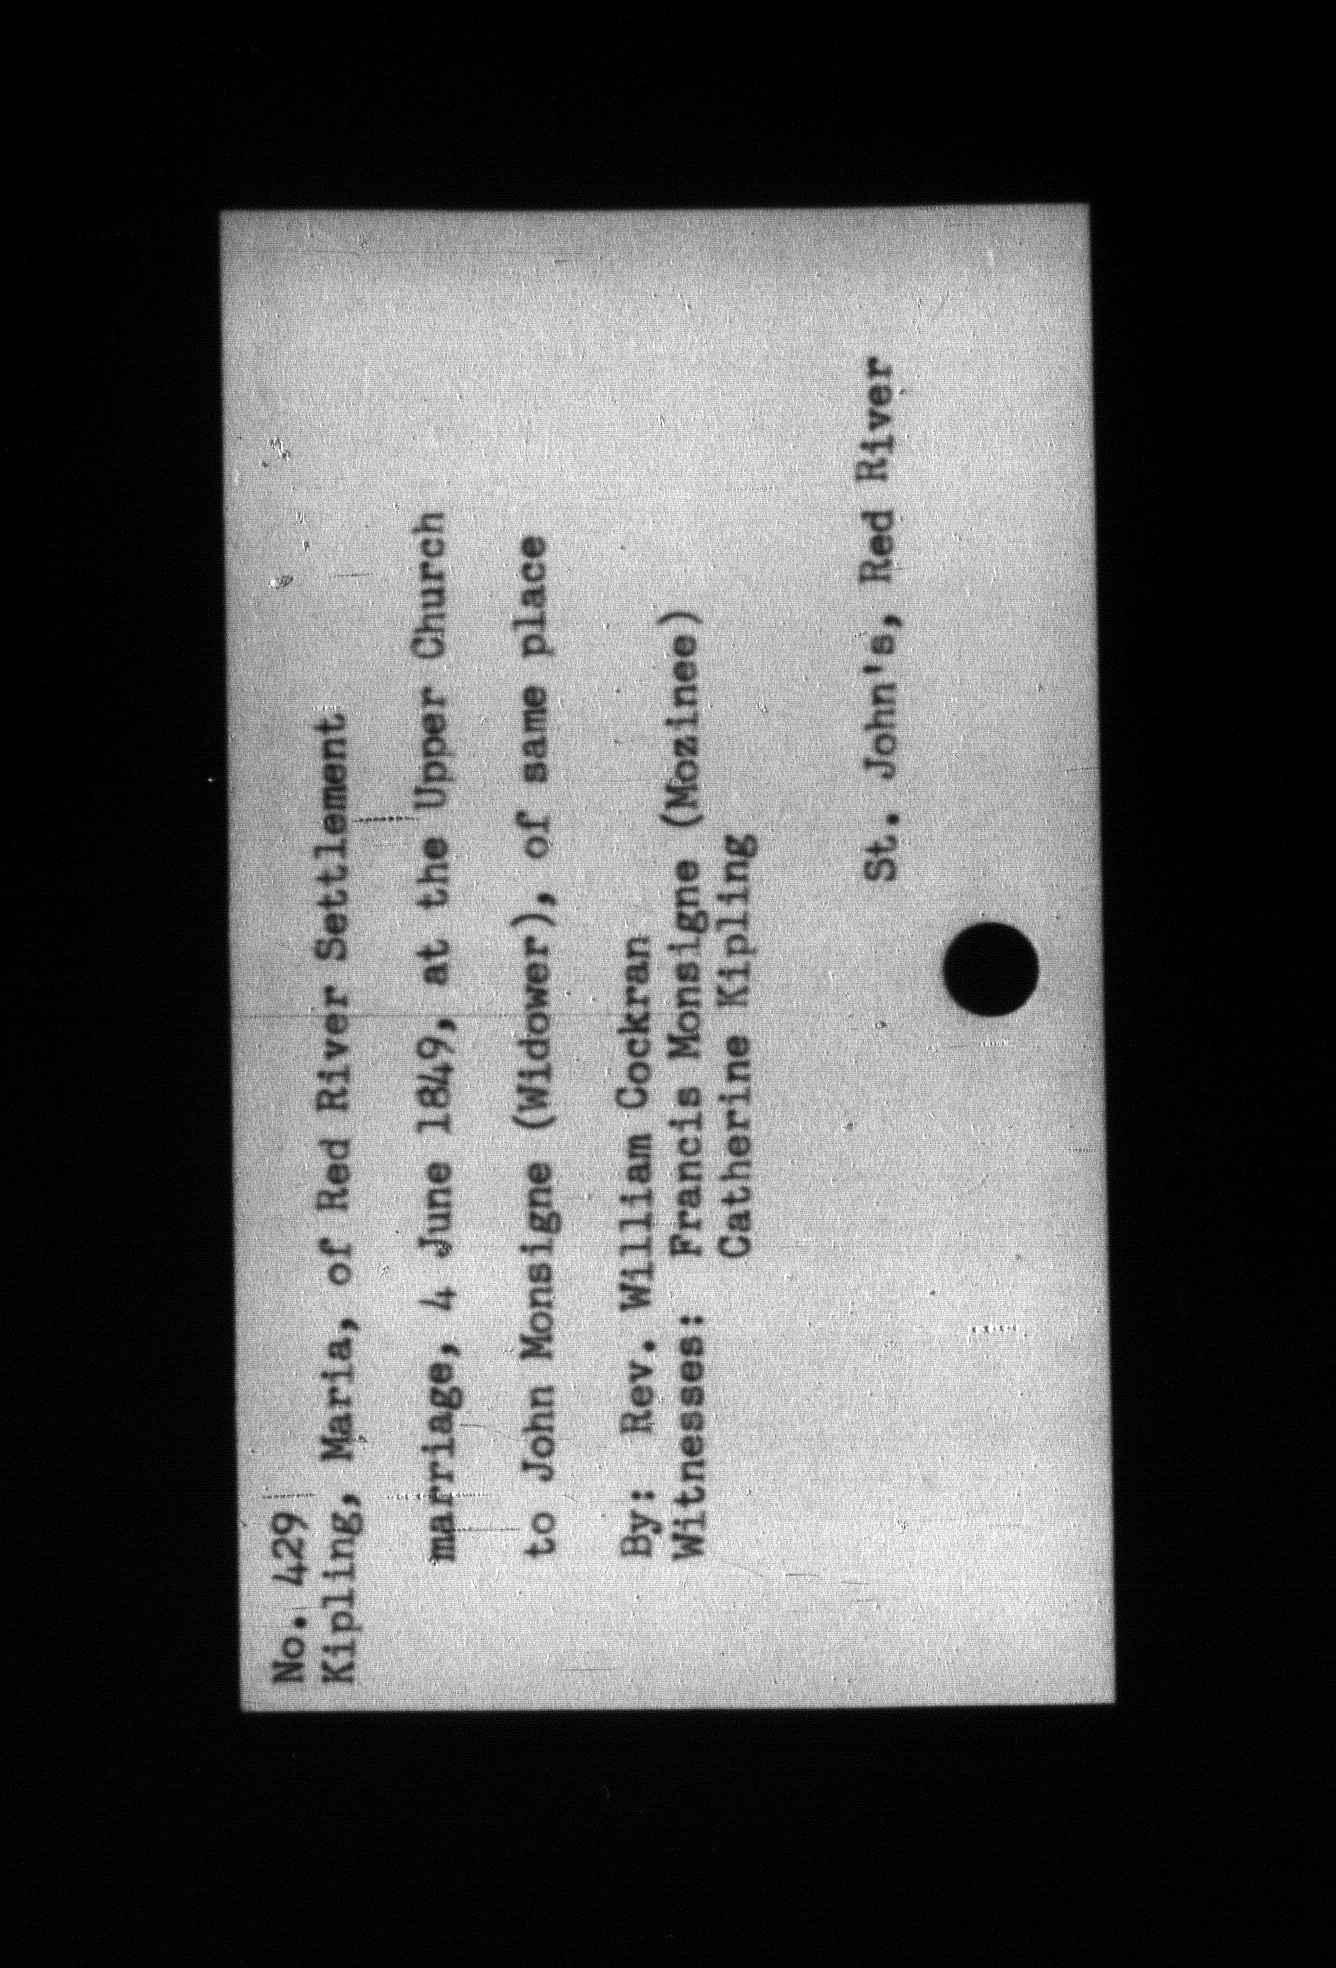 No. 429
Kipling, Maria, of Red River Settlement
marriage, 4 June 1849, at the Upper Church
to John Monsigne (Widower), of same place
By: Rev. William Cockran
Witnesses: Francis Monsigne (Mozinee)
Catherine Kipling
St. John's, Red River